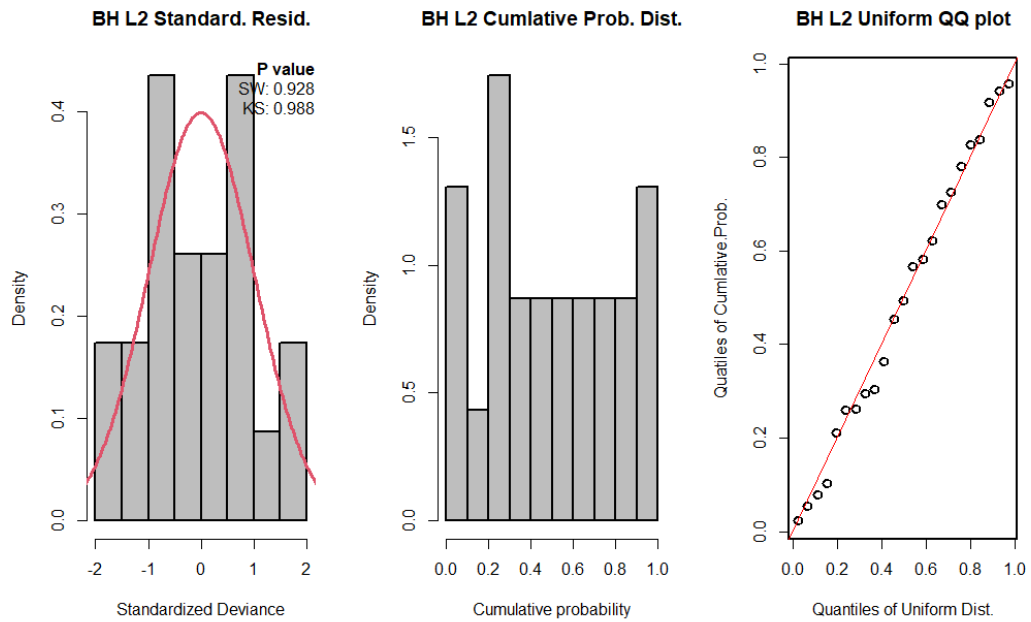 BH L2 Standard. Resid.
P value
SW: 0.928
KS: 0.988
Density
0.0
0.1
0.2
0.3
0.4
-2
-1
0
1
2
Standardized Deviance
BH L2 Cumlative Prob. Dist.
Density
0.0
0.5
1.0
1.5
0.0
0.2
0.4
0.6
0.8
1.0
Cumulative probability
BH L2 Uniform QQ plot
Quatiles of Cumlative.Prob.
0.0
0.2
0.4
0.6
0.8
1.0
0.0
0.2
0.4
0.6
0.8
1.0
Quantiles of Uniform Dist.